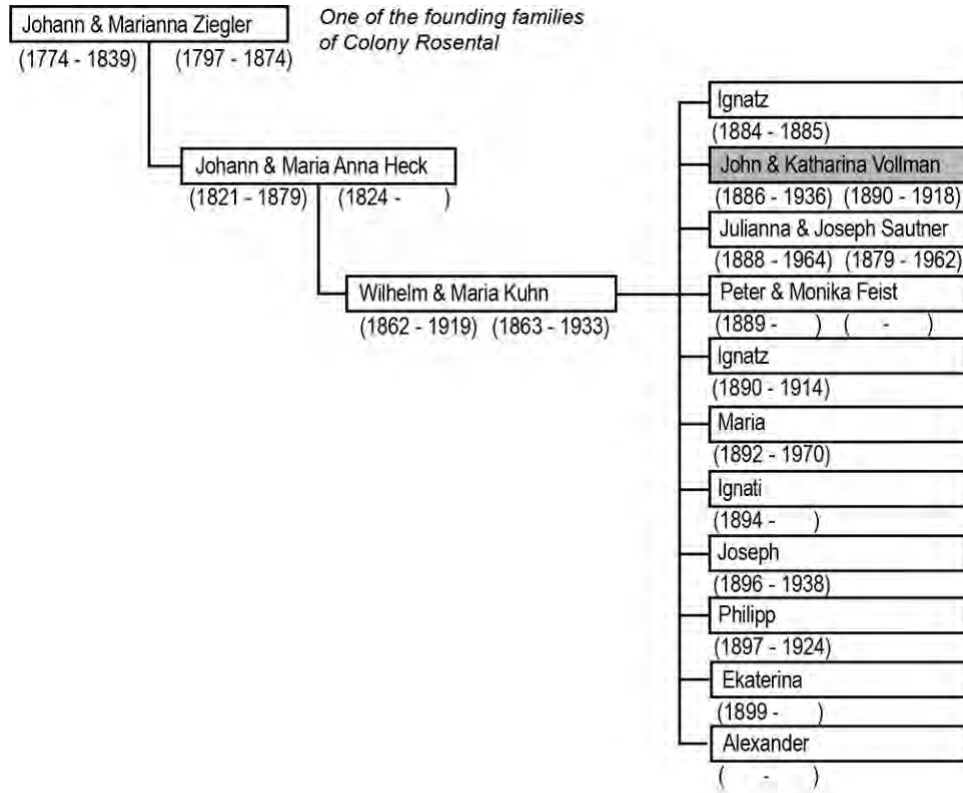 Johann & Marianna Ziegler
(1774 - 1839) (1797 - 1874)
One of the founding families
of Colony Rosental
Johann & Maria Anna Heck
(1821 - 1879) (1824 - )
Wilhelm & Maria Kuhn
(1862 - 1919) (1863 - 1933)
Ignatz
(1884 - 1885)
John & Katharina Vollman
(1886 - 1936) (1890 - 1918)
Julianna & Joseph Sautner
(1888 - 1964) (1879 - 1962)
Peter & Monika Feist
(1889 - ) ( - )
Ignatz
(1890 - 1914)
Maria
(1892 - 1970)
Ignati
(1894 - )
Joseph
(1896 - 1938)
Philipp
(1897 - 1924)
Ekaterina
(1899 - )
Alexander
( - )